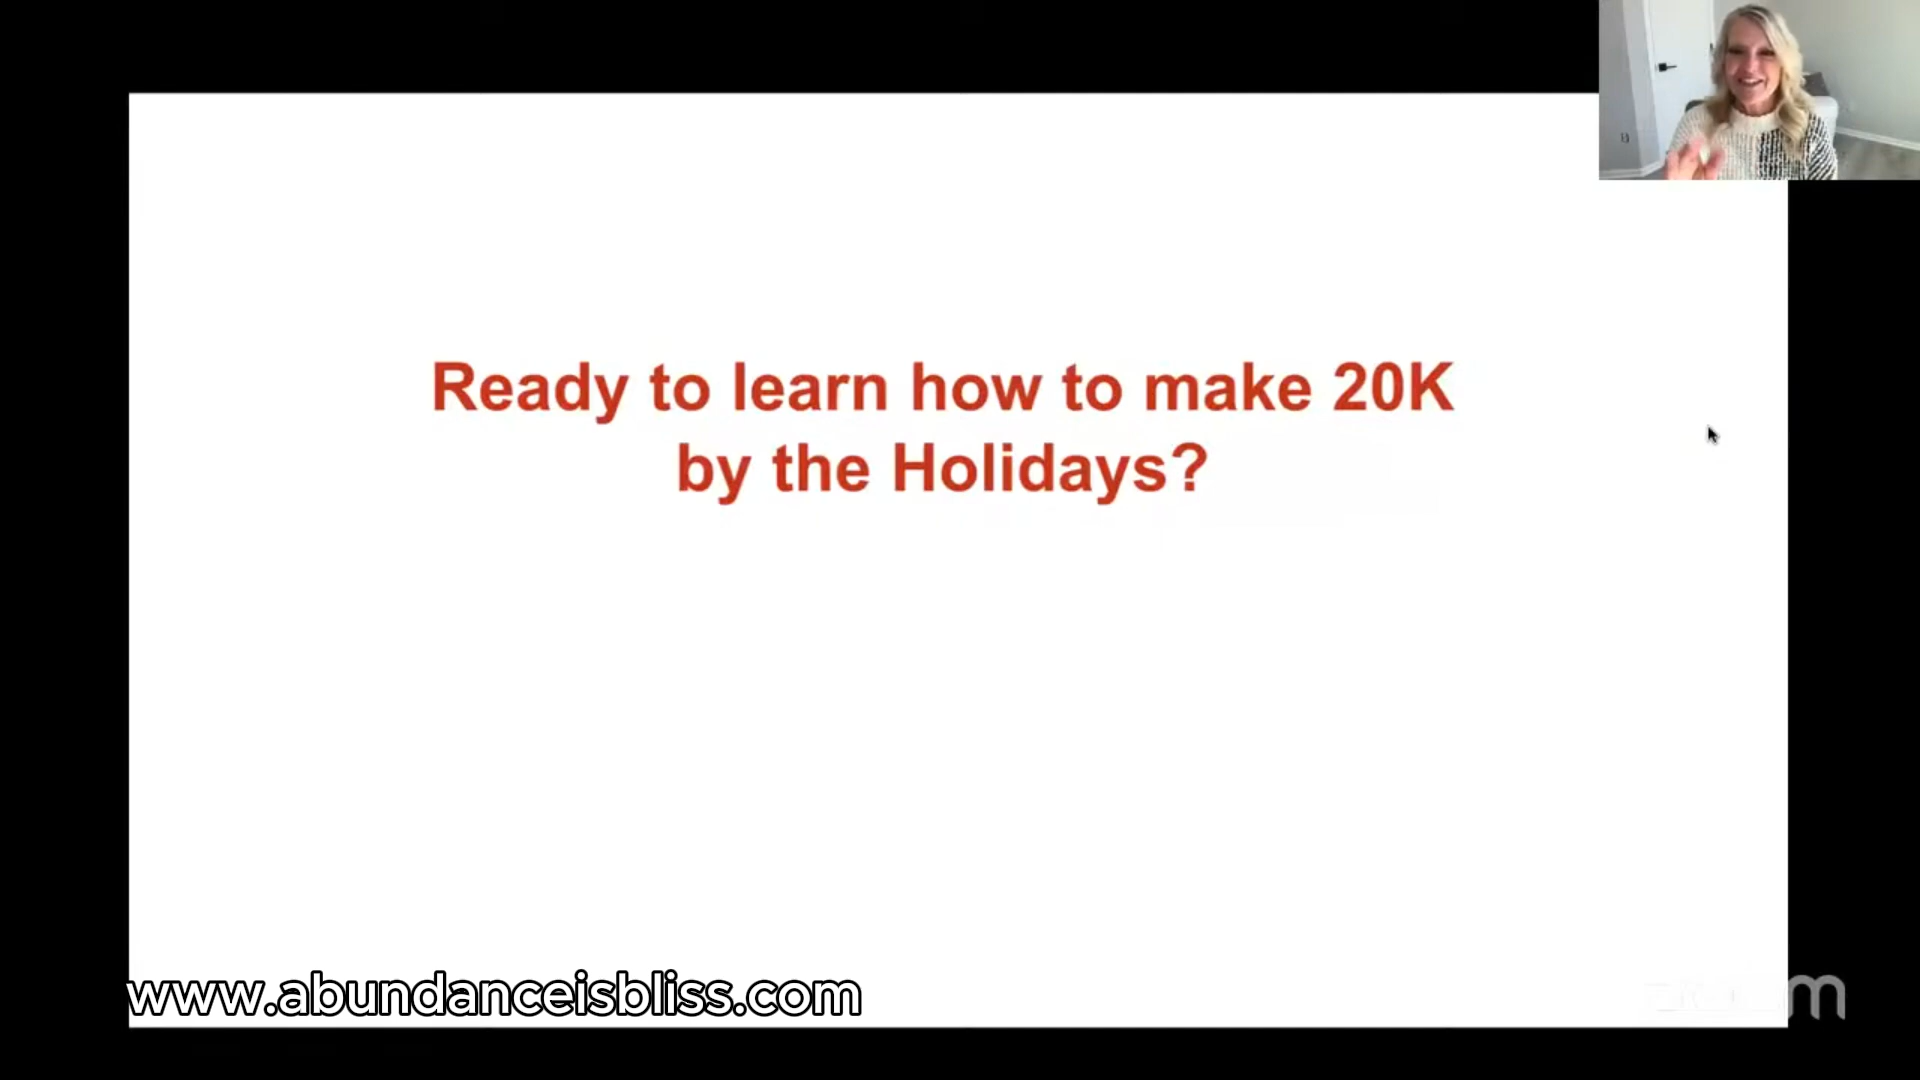 Ready to learn how to make 20K
by the Holidays?
www.abundanceisbliss.com